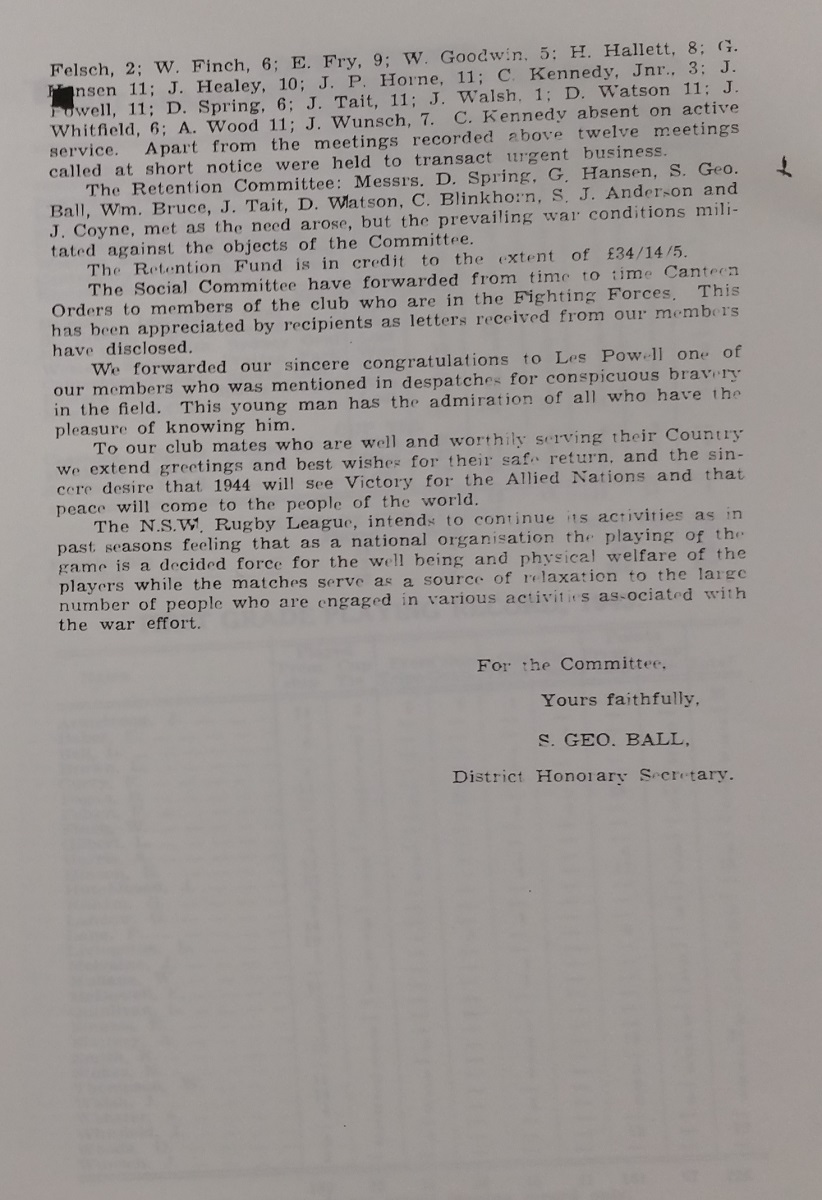 Felsch, 2; W. Finch, 6; E. Fry, 9; W. Goodwin. 5; H. Hallett, 8; G.
Hansen 11; J. Healey, 10; J. P. Horne, 11; C. Kennedy, Jnr., 3; J.
Powell, 11; D. Spring, 6; J. Tait, 11; J. Walsh, 1; D. Watson 11; J.
Whitfield, 6; A. Wood 11; J. Wunsch, 7. C. Kennedy absent on active
service. Apart from the meetings recorded above twelve meetings
called at short notice were held to transact urgent business.
The Retention Committee: Messrs. D. Spring, G. Hansen, S. Geo.
Ball, Wm. Bruce, J. Tait, D. Watson, C. Blinkhorn, S. J. Anderson and
J. Coyne, met as the need arose, but the prevailing war conditions mili-
tated against the objects of the Committee.
The Retention Fund is in credit to the extent of £34/14/5.
The Social Committee have forwarded from time to time Canteen
Orders to members of the club who are in the Fighting Forces. This
has been appreciated by recipients as letters received from our members
have disclosed.
We forwarded our sincere congratulations to Les Powell one of
our members who was mentioned in despatches for conspicuous bravery
in the field. This young man has the admiration of all who have the
pleasure of knowing him.
To our club mates who are well and worthily serving their Country
we extend greetings and best wishes for their safe return, and the sin-
cere desire that 1944 will see Victory for the Allied Nations and that
peace will come to the people of the world.
The N.S.W. Rugby League, intends to continue its activities as in
past seasons feeling that as a national organisation the playing of the
game is a decided force for the well being and physical welfare of the
players while the matches serve as a source of relaxation to the large
number of people who are engaged in various activities associated with
the war effort.
For the Committee,
Yours faithfully,
S. GEO. BALL,
District Honorary Secretary.